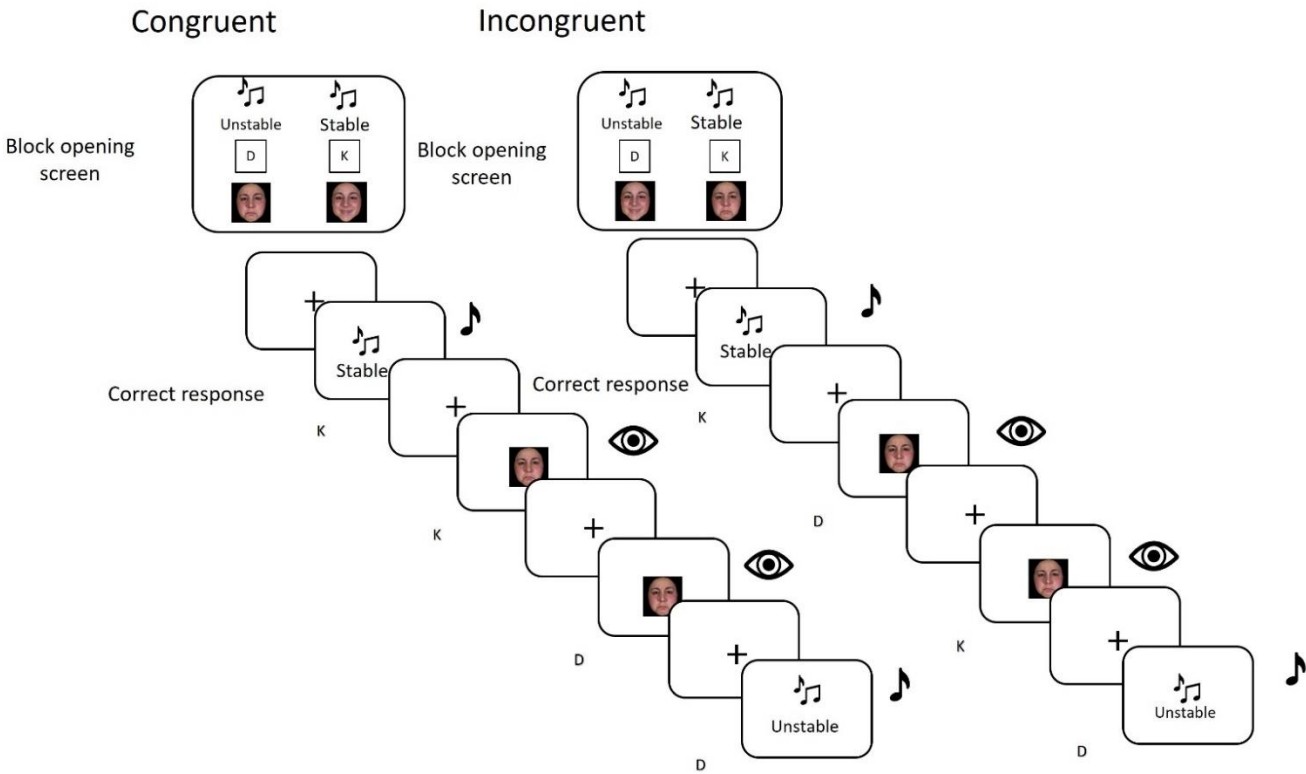 Congruent
Incongruent
Block opening
screen
Unstable Stable
D K
Block opening
screen
Unstable Stable
D K
Correct response
Stable
K
K
D
Unstable
D
Correct response
Stable
K
D
K
Unstable
D